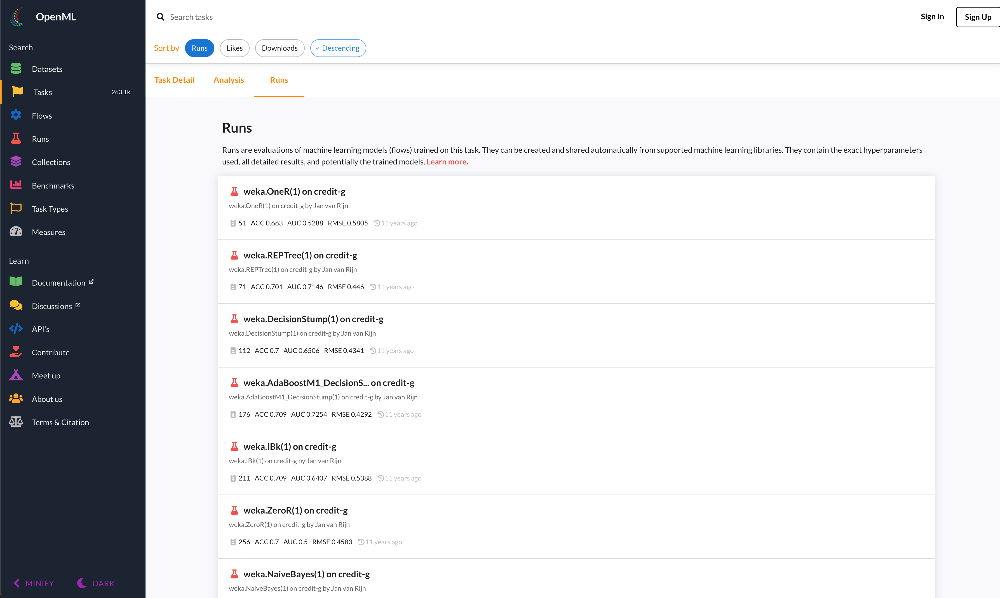 OpenML
Search
Datasets
Tasks 263.1k
Flows
Runs
Collections
Benchmarks
Task Types
Measures
Learn
Documentation
Discussions
API's
Contribute
Meet up
About us
Terms & Citation
MINIFY DARK
Search tasks
Sign In Sign Up
Sort by Runs Likes Downloads Descending
Task Detail Analysis Runs
Runs
Runs are evaluations of machine learning models (flows) trained on this task. They can be created and shared automatically from supported machine learning libraries. They contain the exact hyperparameters
used, all detailed results, and potentially the trained models. Learn more.
weka.OneR(1) on credit-g
weka.OneR(1) on credit-g by Jan van Rijn
51 ACC 0.663 AUC 0.5288 RMSE 0.5805 11 years ago
weka.REPTree(1) on credit-g
weka.REPTree(1) on credit-g by Jan van Rijn
71 ACC 0.701 AUC 0.7146 RMSE 0.446 11 years ago
weka.DecisionStump(1) on credit-g
weka.DecisionStump(1) on credit-g by Jan van Rijn
112 ACC 0.7 AUC 0.6506 RMSE 0.4341 11 years ago
weka.AdaBoostM1_DecisionS... on credit-g
weka.AdaBoostM1_DecisionStump(1) on credit-g by Jan van Rijn
176 ACC 0.709 AUC 0.7254 RMSE 0.4292 11 years ago
weka.IBk(1) on credit-g
weka.IBk(1) on credit-g by Jan van Rijn
211 ACC 0.709 AUC 0.6407 RMSE 0.5388 11 years ago
weka.ZeroR(1) on credit-g
weka.ZeroR(1) on credit-g by Jan van Rijn
256 ACC 0.7 AUC 0.5 RMSE 0.4583 11 years ago
weka.NaiveBayes(1) on credit-g
weka.NaiveBayes(1) on credit-g by Jan van Rijn